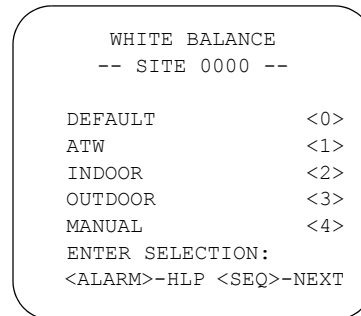 WHITE BALANCE
-- SITE 0000 --
DEFAULT <0>
ATW <1>
INDOOR <2>
OUTDOOR <3>
MANUAL <4>
ENTER SELECTION:
<ALARM>-HLP <SEQ>-NEXT